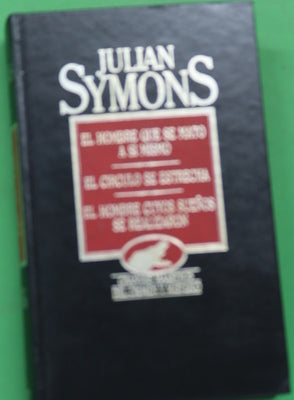 JULIAN
SYMONS
EL HOMBRE QUE SE MATO
A SI MISMO
EL CIRCULO SE ESTRECHA
EL HOMBRE CUYOS SUEÑOS
SE REALIZARON